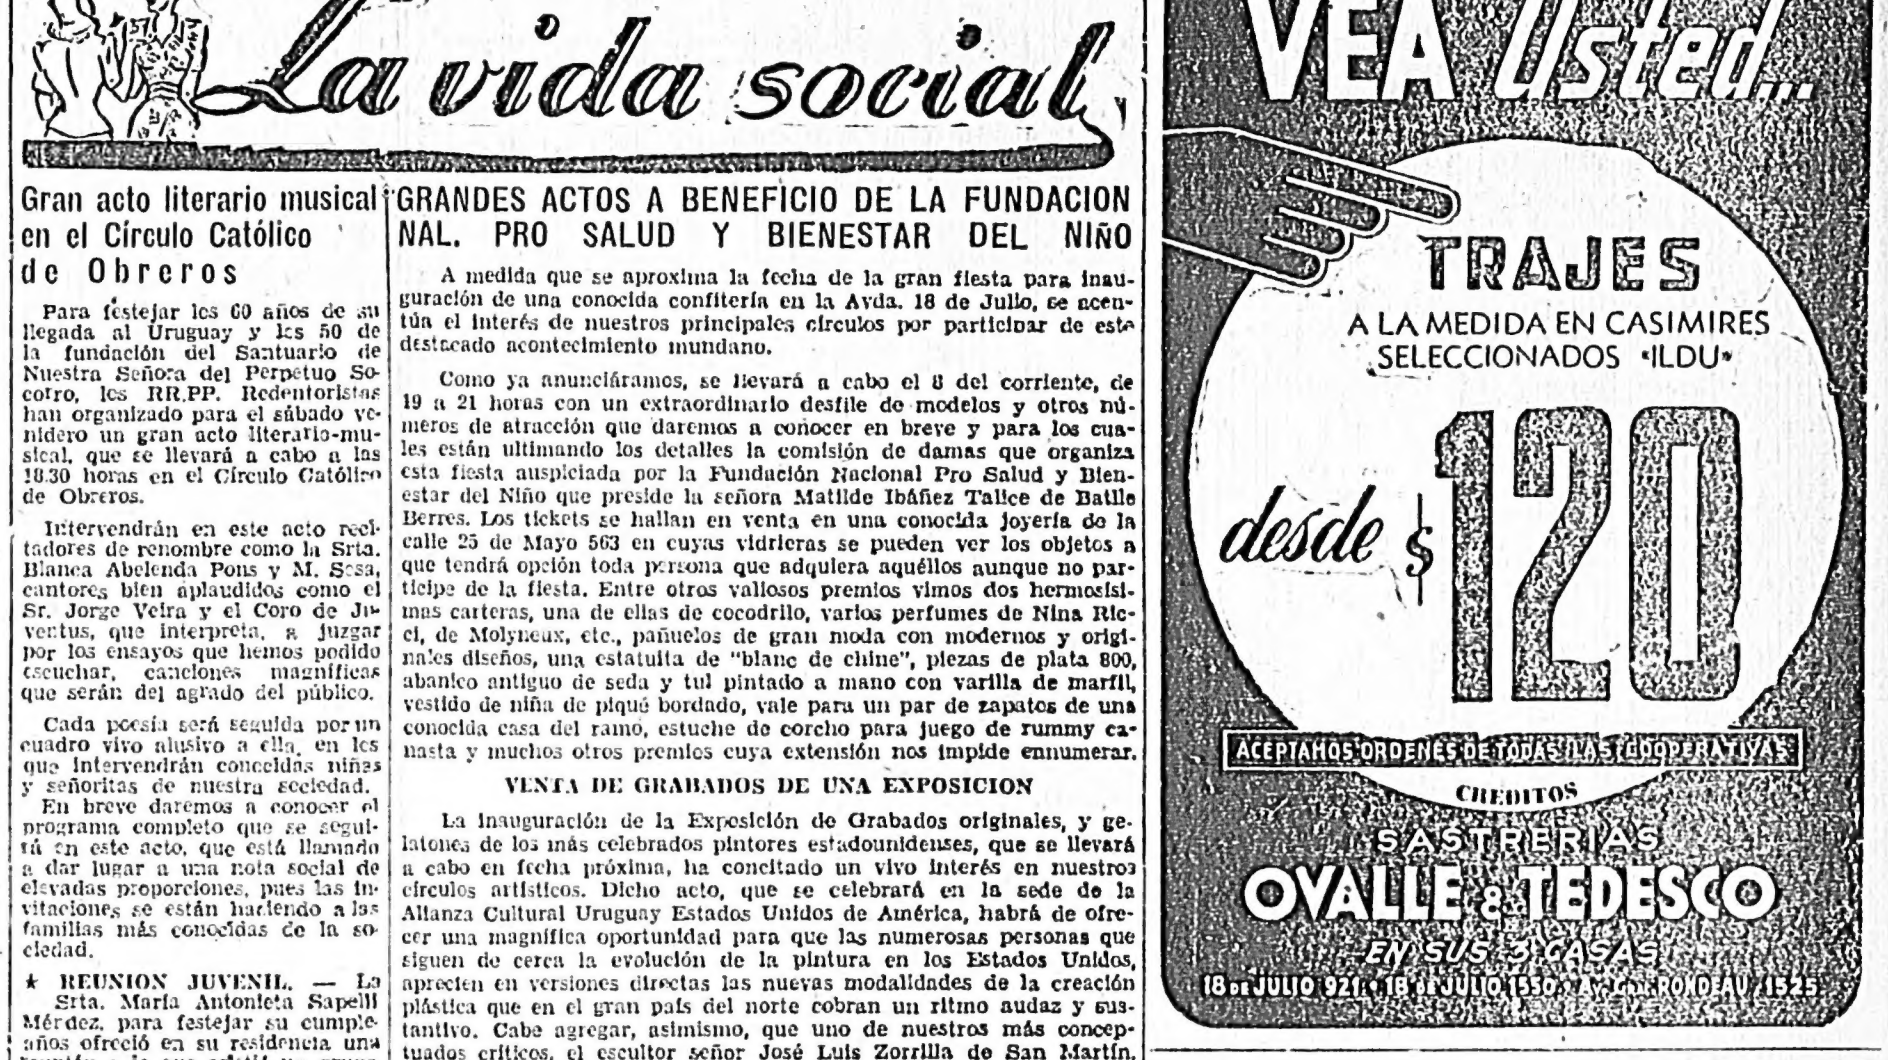 La vida social
Gran acto literario musical
en el Círculo Católico
de Obreros
Para festejar los 60 años de su
llegada al Uruguay y los 50 de
la fundación del Santuario de
Nuestra Señora del Perpetuo So-
corro, los RR.PP. Redentoristas
han organizado para el sábado ve-
nidero un gran acto literario-mu-
sical, que se llevará a cabo a las
18.30 horas en el Círculo Católico
de Obreros.
Intervendrán en este acto reci-
tadores de renombre como la Srta.
Blanca Abelenda Pons y M. Sosa,
cantores bien aplaudidos como el
Sr. Jorge Veira y el Coro de Ju-
ventus, que interpreta, a juzgar
por los ensayos que hemos podido
escuchar, canciones magníficas
que serán del agrado del público.
Cada poesía será seguida por un
cuadro vivo alusivo a ella, en los
que intervendrán conocidas niñas
y señoritas de nuestra sociedad.
En breve daremos a conocer el
programa completo que se segui-
rá en este acto, que está llamado
a dar lugar a una nota social de
elevadas proporciones, pues las in-
vitaciones se están haciendo a las
familias más conocidas de la so-
ciedad.
★ REUNION JUVENIL. — La
Srta. María Antonieta Sapelli
Méndez, para festejar su cumple-
años ofreció en su residencia una
GRANDES ACTOS A BENEFICIO DE LA FUNDACION
NAL. PRO SALUD Y BIENESTAR DEL NIÑO
A medida que se aproxima la fecha de la gran fiesta para inau-
guración de una conocida confitería en la Avda. 18 de Julio, se acen-
túa el interés de nuestros principales círculos por participar de este
destacado acontecimiento mundano.
Como ya anunciáramos, se llevará a cabo el 8 del corriente, de
19 a 21 horas con un extraordinario desfile de modelos y otros nú-
meros de atracción que daremos a conocer en breve y para los cua-
les están ultimando los detalles la comisión de damas que organiza
esta fiesta auspiciada por la Fundación Nacional Pro Salud y Bien-
estar del Niño que preside la señora Matilde Ibáñez Talice de Batlle
Berres. Los tickets se hallan en venta en una conocida joyería de la
calle 25 de Mayo 563 en cuyas vidrieras se pueden ver los objetos a
que tendrá opción toda persona que adquiera aquéllos aunque no par-
ticipe de la fiesta. Entre otros valiosos premios vimos dos hermosísi-
mas carteras, una de ellas de cocodrilo, varios perfumes de Nina Ric-
ci, de Molyneux, etc., pañuelos de gran moda con modernos y origi-
nales diseños, una estatuita de "blanc de chine", piezas de plata 800,
abanico antiguo de seda y tul pintado a mano con varilla de marfil,
vestido de niña de piqué bordado, vale para un par de zapatos de una
conocida casa del ramo, estuche de corcho para juego de rummy ca-
nasta y muchos otros premios cuya extensión nos impide ennumerar.
VENTA DE GRABADOS DE UNA EXPOSICION
La inauguración de la Exposición de Grabados originales, y ge-
latones de los más celebrados pintores estadounidenses, que se llevará
a cabo en fecha próxima, ha concitado un vivo interés en nuestros
círculos artísticos. Dicho acto, que se celebrará en la sede de la
Alianza Cultural Uruguay Estados Unidos de América, habrá de ofre-
cer una magnífica oportunidad para que las numerosas personas que
siguen de cerca la evolución de la pintura en los Estados Unidos,
aprecien en versiones directas las nuevas modalidades de la creación
plástica que en el gran país del norte cobran un ritmo audaz y sus-
tantivo. Cabe agregar, asimismo, que uno de nuestros más concep-
tuados críticos, el escultor señor José Luis Zorrilla de San Martín,
VEA Usted...
TRAJES
A LA MEDIDA EN CASIMIRES
SELECCIONADOS "ILDU"
desde $120
ACEPTAMOS ORDENES DE TODAS LAS COOPERATIVAS
CREDITOS
SASTRERIAS
OVALLE & TEDESCO
EN SUS 3 CASAS
18 DE JULIO 921 • 18 DE JULIO 1550 • AV. GRAL. RONDEAU 1525